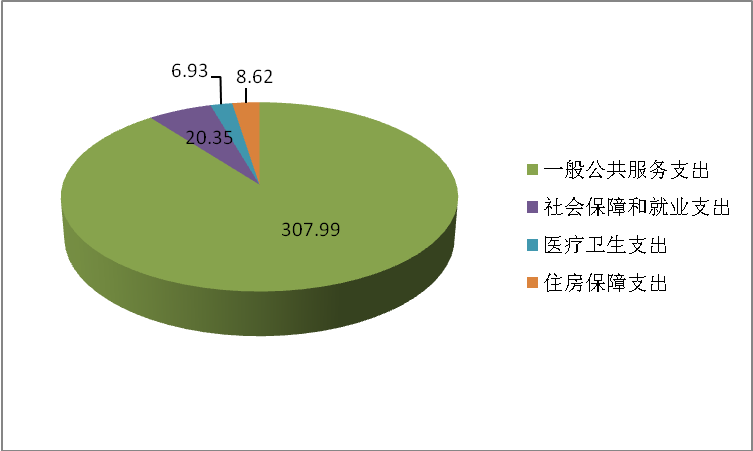 6.93
8.62
20.35
307.99
一般公共服务支出
社会保障和就业支出
医疗卫生支出
住房保障支出